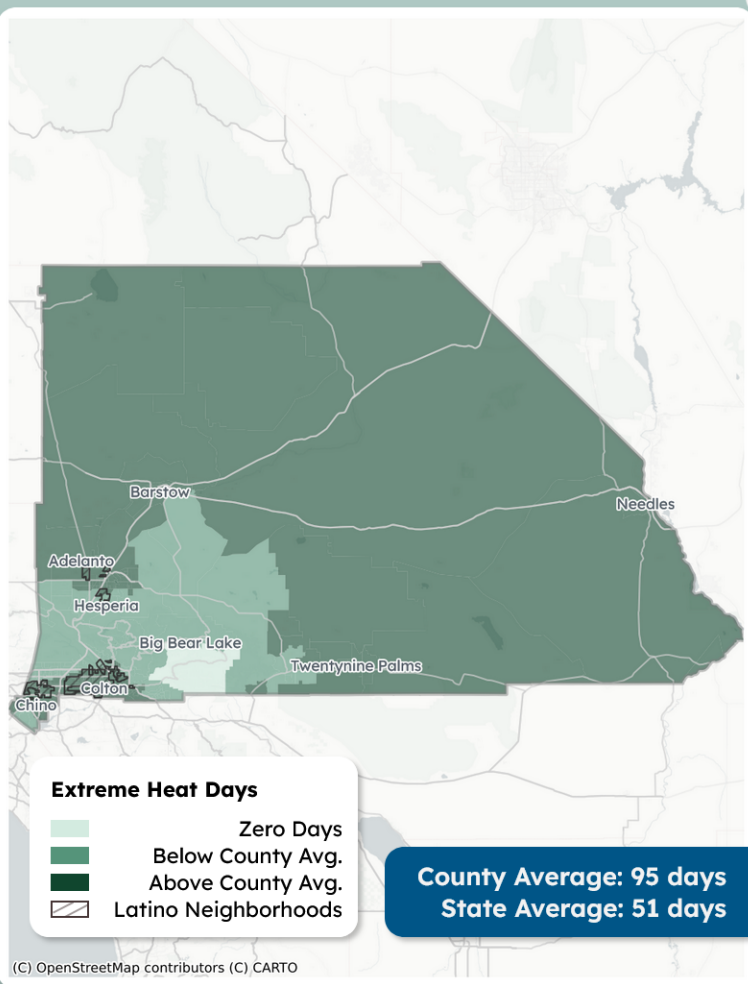 Barstow
Needles
Adelanto
Hesperia
Big Bear Lake
Twentynine Palms
Colton
Chino
Extreme Heat Days
Zero Days
Below County Avg.
Above County Avg.
Latino Neighborhoods
County Average: 95 days
State Average: 51 days
(C) OpenStreetMap contributors (C) CARTO